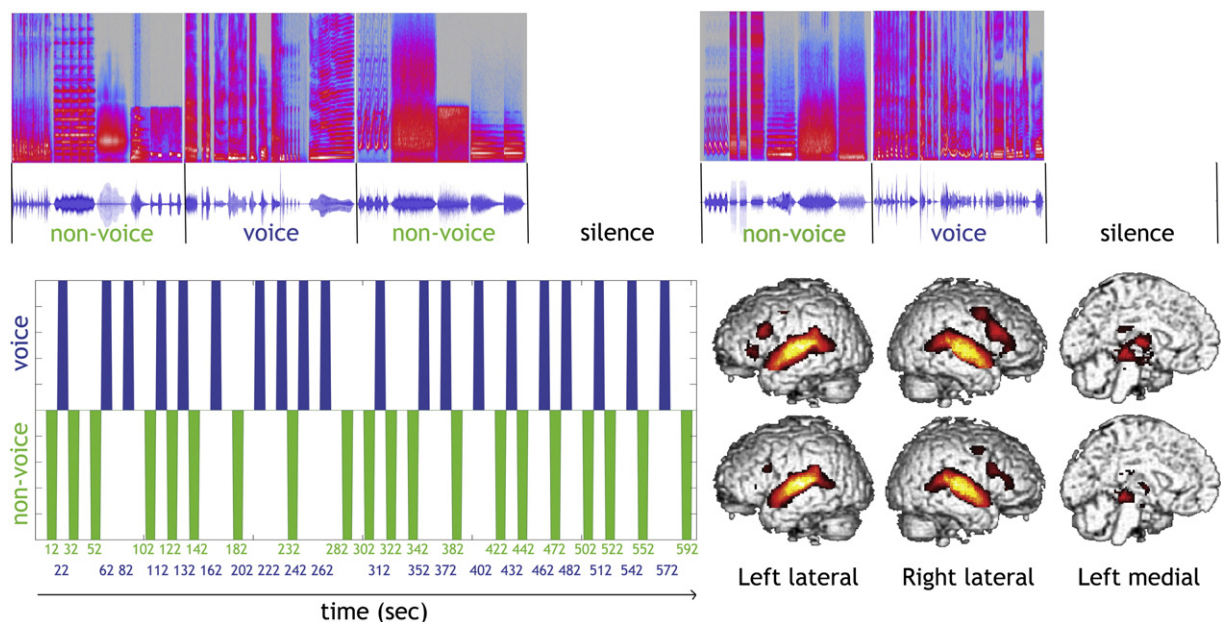 non-voice voice non-voice silence non-voice voice silence
voice
non-voice
12 32 52 102 122 142 182 232 282 302 322 342 382 422 442 472 502 522 552 592
22 62 82 112 132 162 202 222 242 262 312 352 372 402 432 462 482 512 542 572
time (sec)
Left lateral Right lateral Left medial